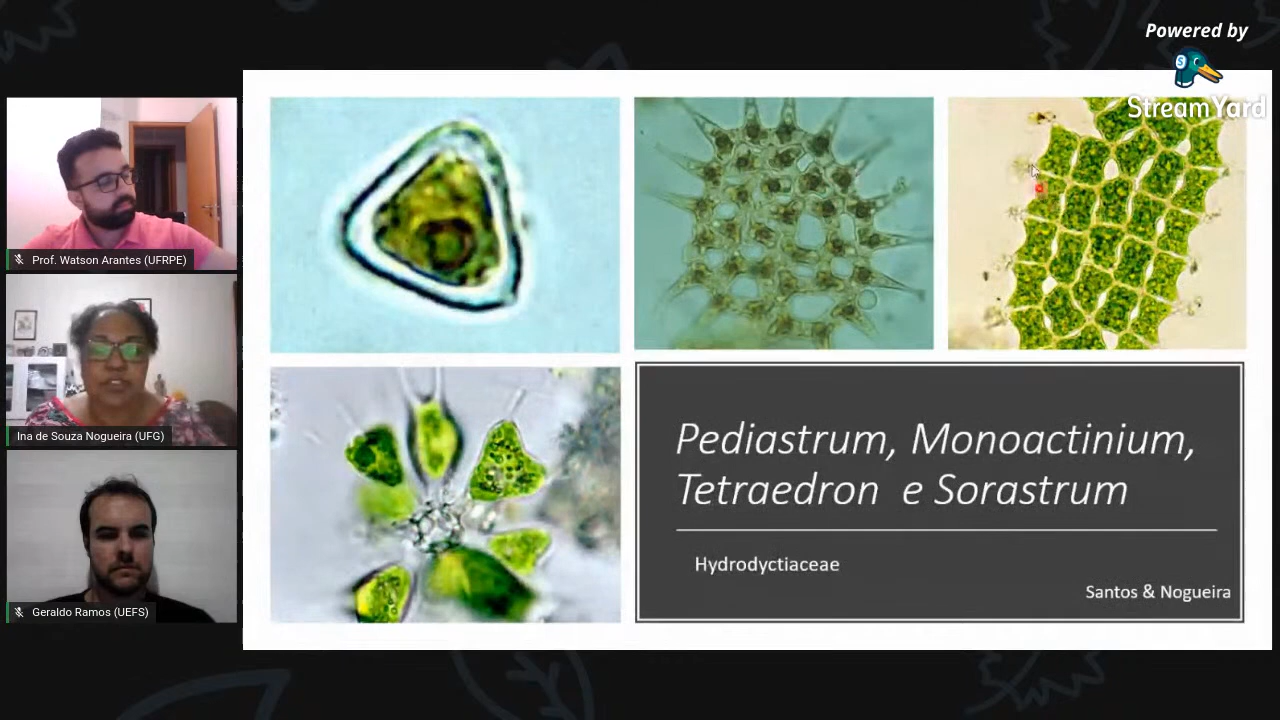 Powered by
StreamYard
Prof. Watson Arantes (UFRPE)
Ina de Souza Nogueira (UFG)
Geraldo Ramos (UEFS)
Pediastrum, Monoactinium,
Tetraedron e Sorastrum
Hydrodyctiaceae
Santos & Nogueira